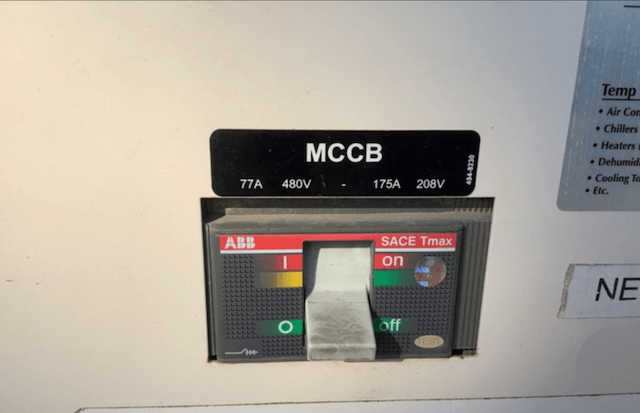 MCCB
77A 480V - 175A 208V
494-8230
ABB SACE Tmax
I on
ABB
O off
Temp
• Air Con
• Chillers
• Heaters
• Dehumid
• Cooling To
• Etc.
NE